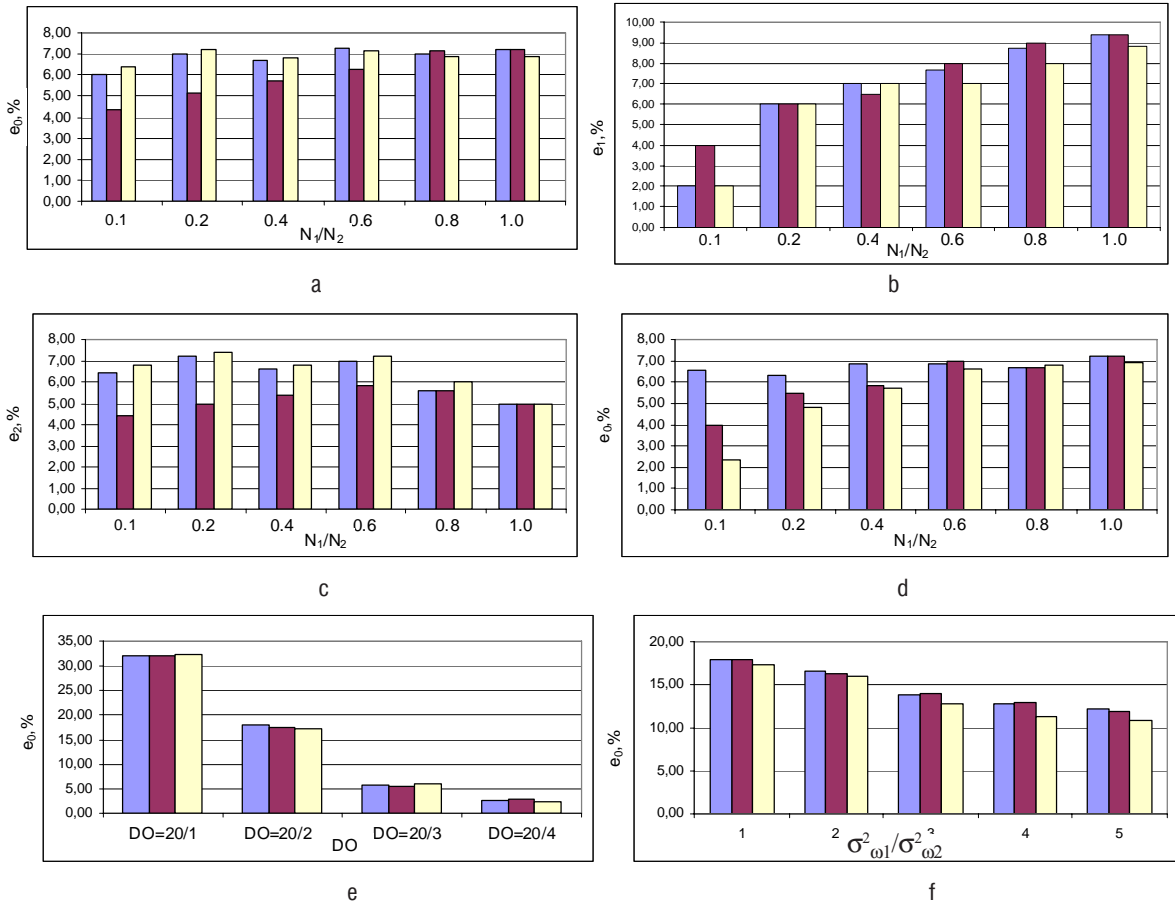 8,00
7,00
6,00
5,00
4,00
3,00
2,00
1,00
0,00
e₀, %
0.1 0.2 0.4 0.6 0.8 1.0
N₁/N₂
a
10,00
9,00
8,00
7,00
6,00
5,00
4,00
3,00
2,00
1,00
0,00
e₁, %
0.1 0.2 0.4 0.6 0.8 1.0
N₁/N₂
b
8,00
7,00
6,00
5,00
4,00
3,00
2,00
1,00
0,00
e₂, %
0.1 0.2 0.4 0.6 0.8 1.0
N₁/N₂
c
8,00
7,00
6,00
5,00
4,00
3,00
2,00
1,00
0,00
e₀, %
0.1 0.2 0.4 0.6 0.8 1.0
N₁/N₂
d
35,00
30,00
25,00
20,00
15,00
10,00
5,00
0,00
e₀, %
DO=20/1 DO=20/2 DO=20/3 DO=20/4
DO
e
20,00
15,00
10,00
5,00
0,00
e₀, %
1 2 3 4 5
σ²ω1/σ²ω2
f